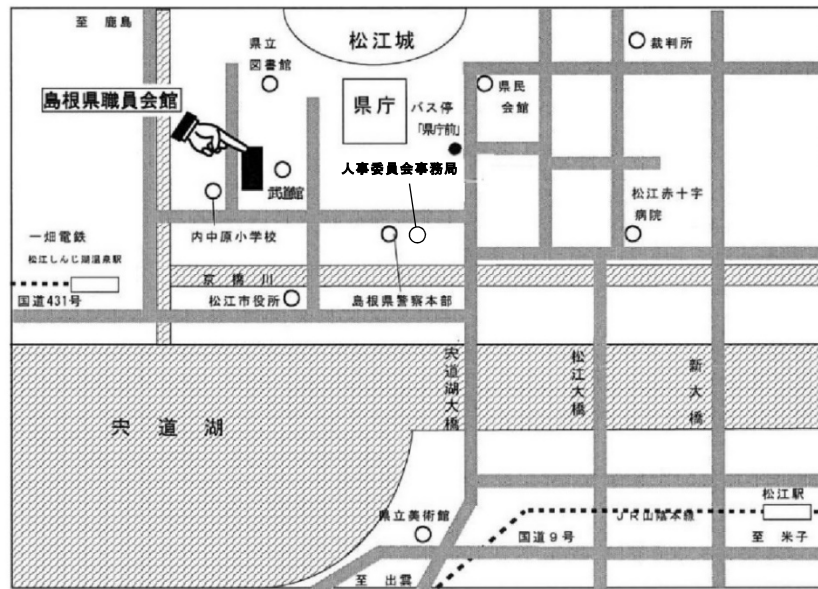 至 鹿島
県立
図書館
松江城
裁判所
島根県職員会館
県庁
バス停
「県庁前」
県民
会館
人事委員会事務局
武道館
松江赤十字
病院
内中原小学校
一畑電鉄
松江しんじ湖温泉駅
京橋川
国道431号
松江市役所
島根県警察本部
宍道湖大橋
松江大橋
新大橋
宍道湖
松江駅
県立美術館
JR山陰本線
国道9号
至 米子
至 出雲